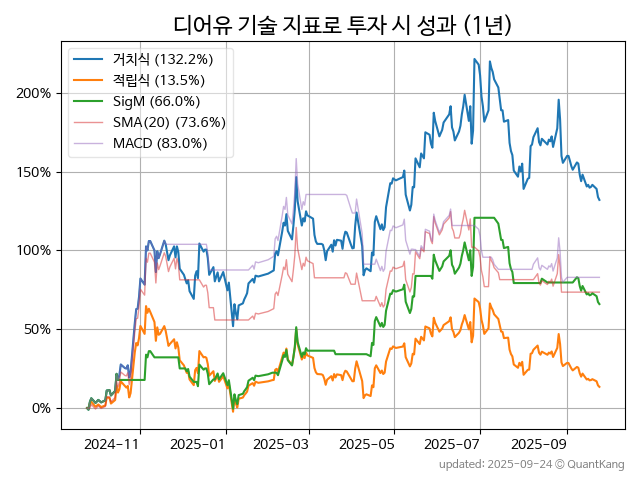 디어유 기술 지표로 투자 시 성과 (1년)
거치식 (132.2%)
적립식 (13.5%)
SigM (66.0%)
SMA(20) (73.6%)
MACD (83.0%)
200%
150%
100%
50%
0%
2024-11 2025-01 2025-03 2025-05 2025-07 2025-09
updated: 2025-09-24 © QuantKang